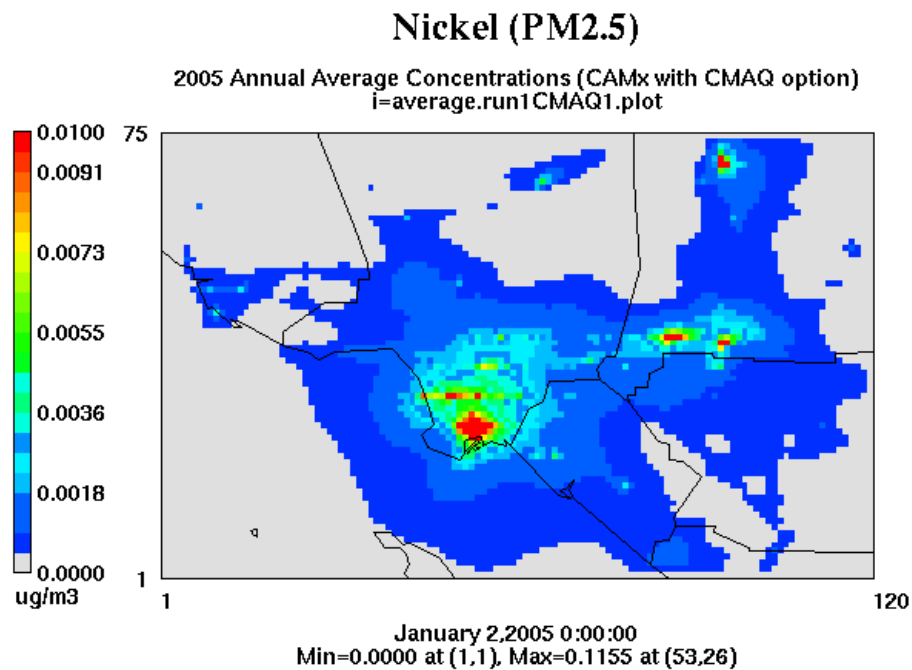 Nickel (PM2.5)
2005 Annual Average Concentrations (CAMx with CMAQ option)
i=average.run1CMAQ1.plot
0.0100
0.0091
0.0073
0.0055
0.0036
0.0018
0.0000
ug/m3
75
1
1
120
January 2,2005 0:00:00
Min=0.0000 at (1,1), Max=0.1155 at (53,26)